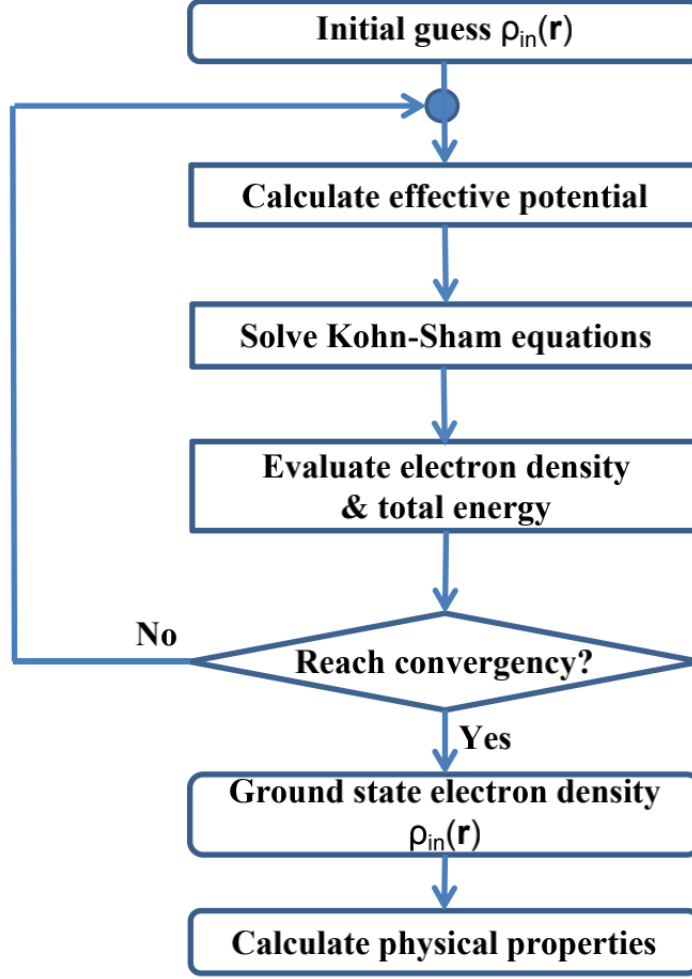 Initial guess ρin(r)
Calculate effective potential
Solve Kohn-Sham equations
Evaluate electron density
& total energy
No
Reach convergency?
Yes
Ground state electron density
ρin(r)
Calculate physical properties